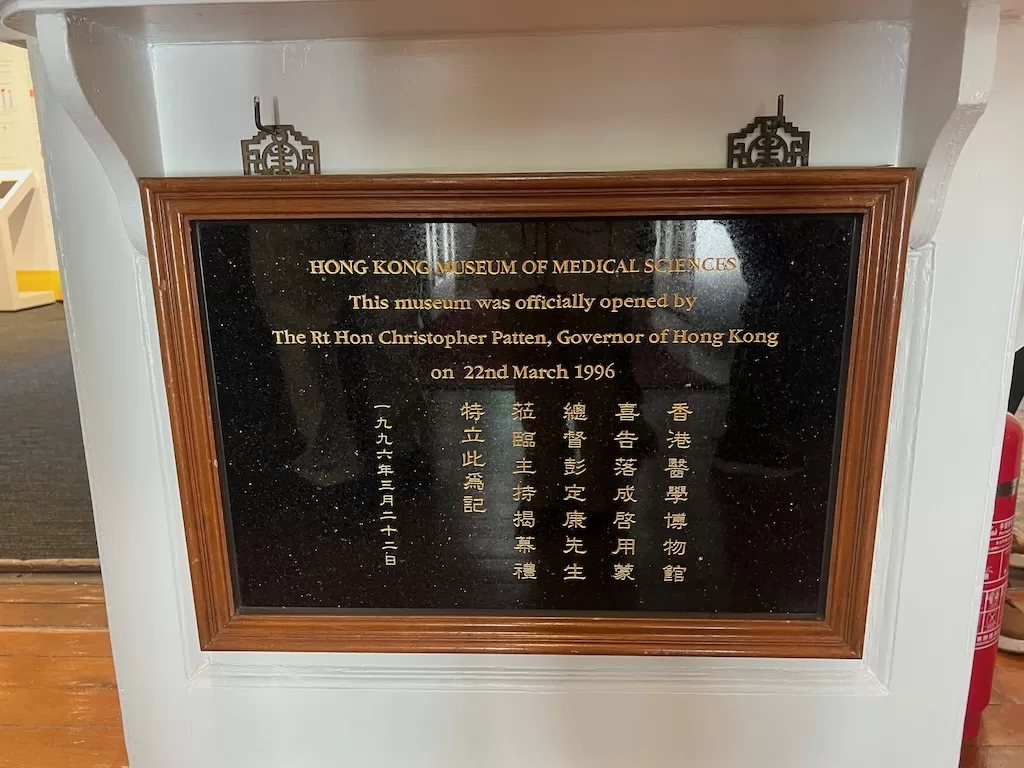 HONG KONG MUSEUM OF MEDICAL SCIENCES
This museum was officially opened by
The Rt Hon Christopher Patten, Governor of Hong Kong
on 22nd March 1996
香港醫學博物館
喜告落成啓用蒙
總督彭定康先生
蒞臨主持揭幕禮
特立此為記
一九九六年三月二十二日